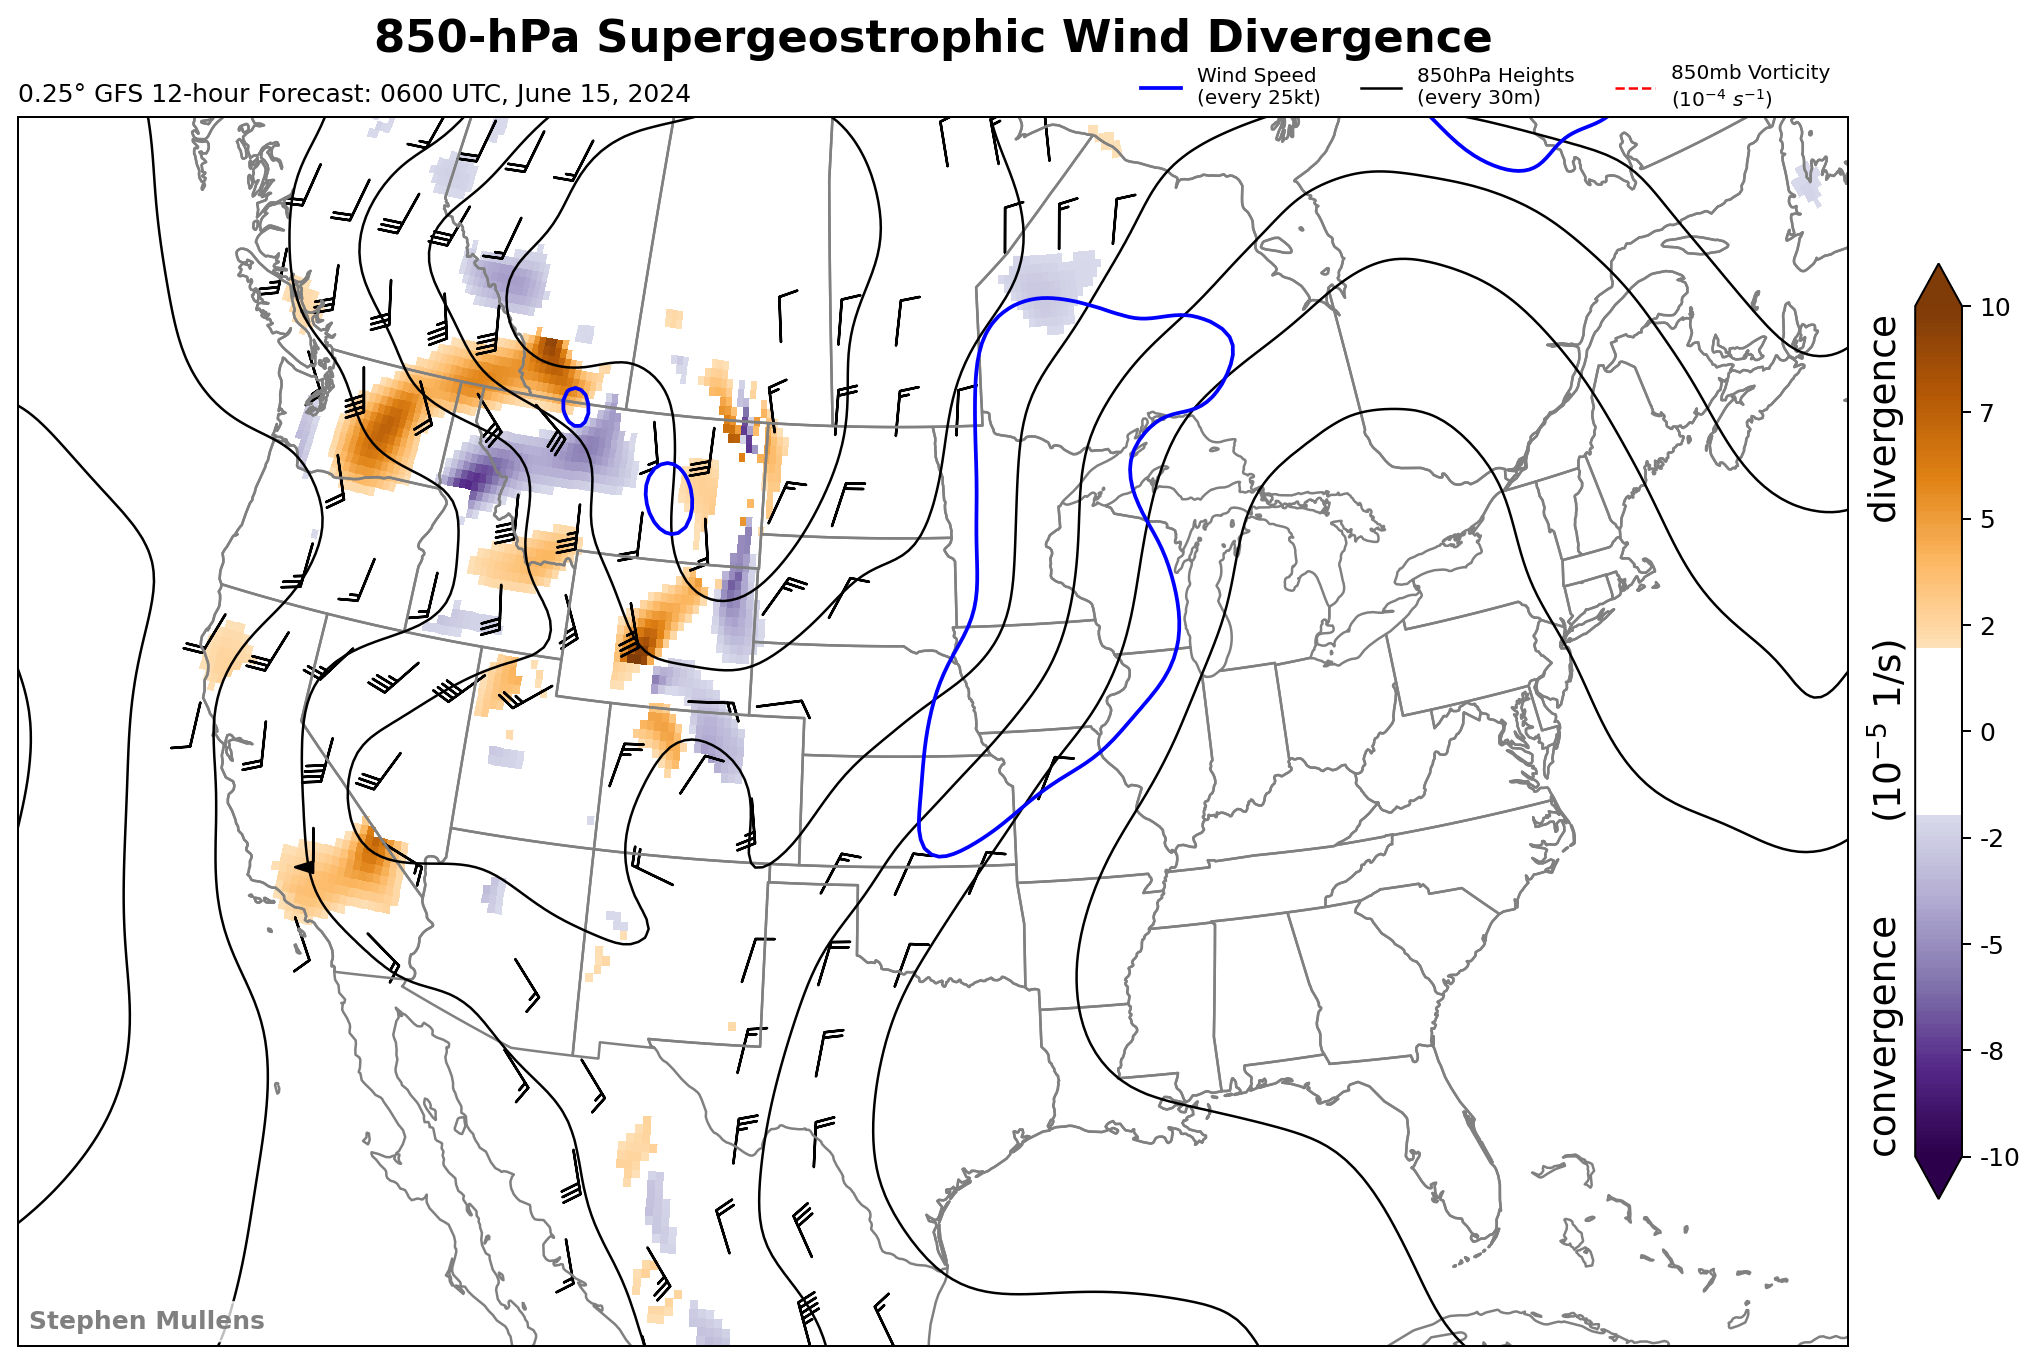 850-hPa Supergeostrophic Wind Divergence
0.25° GFS 12-hour Forecast: 0600 UTC, June 15, 2024
Wind Speed
(every 25kt)
850hPa Heights
(every 30m)
850mb Vorticity
(10⁻⁴ s⁻¹)
10
7
5
2
0
-2
-5
-8
-10
convergence (10⁻⁵ 1/s) divergence
Stephen Mullens